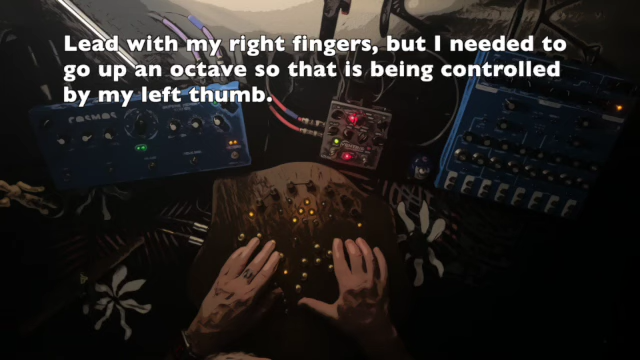 Lead with my right fingers, but I needed to
go up an octave so that is being controlled
by my left thumb.